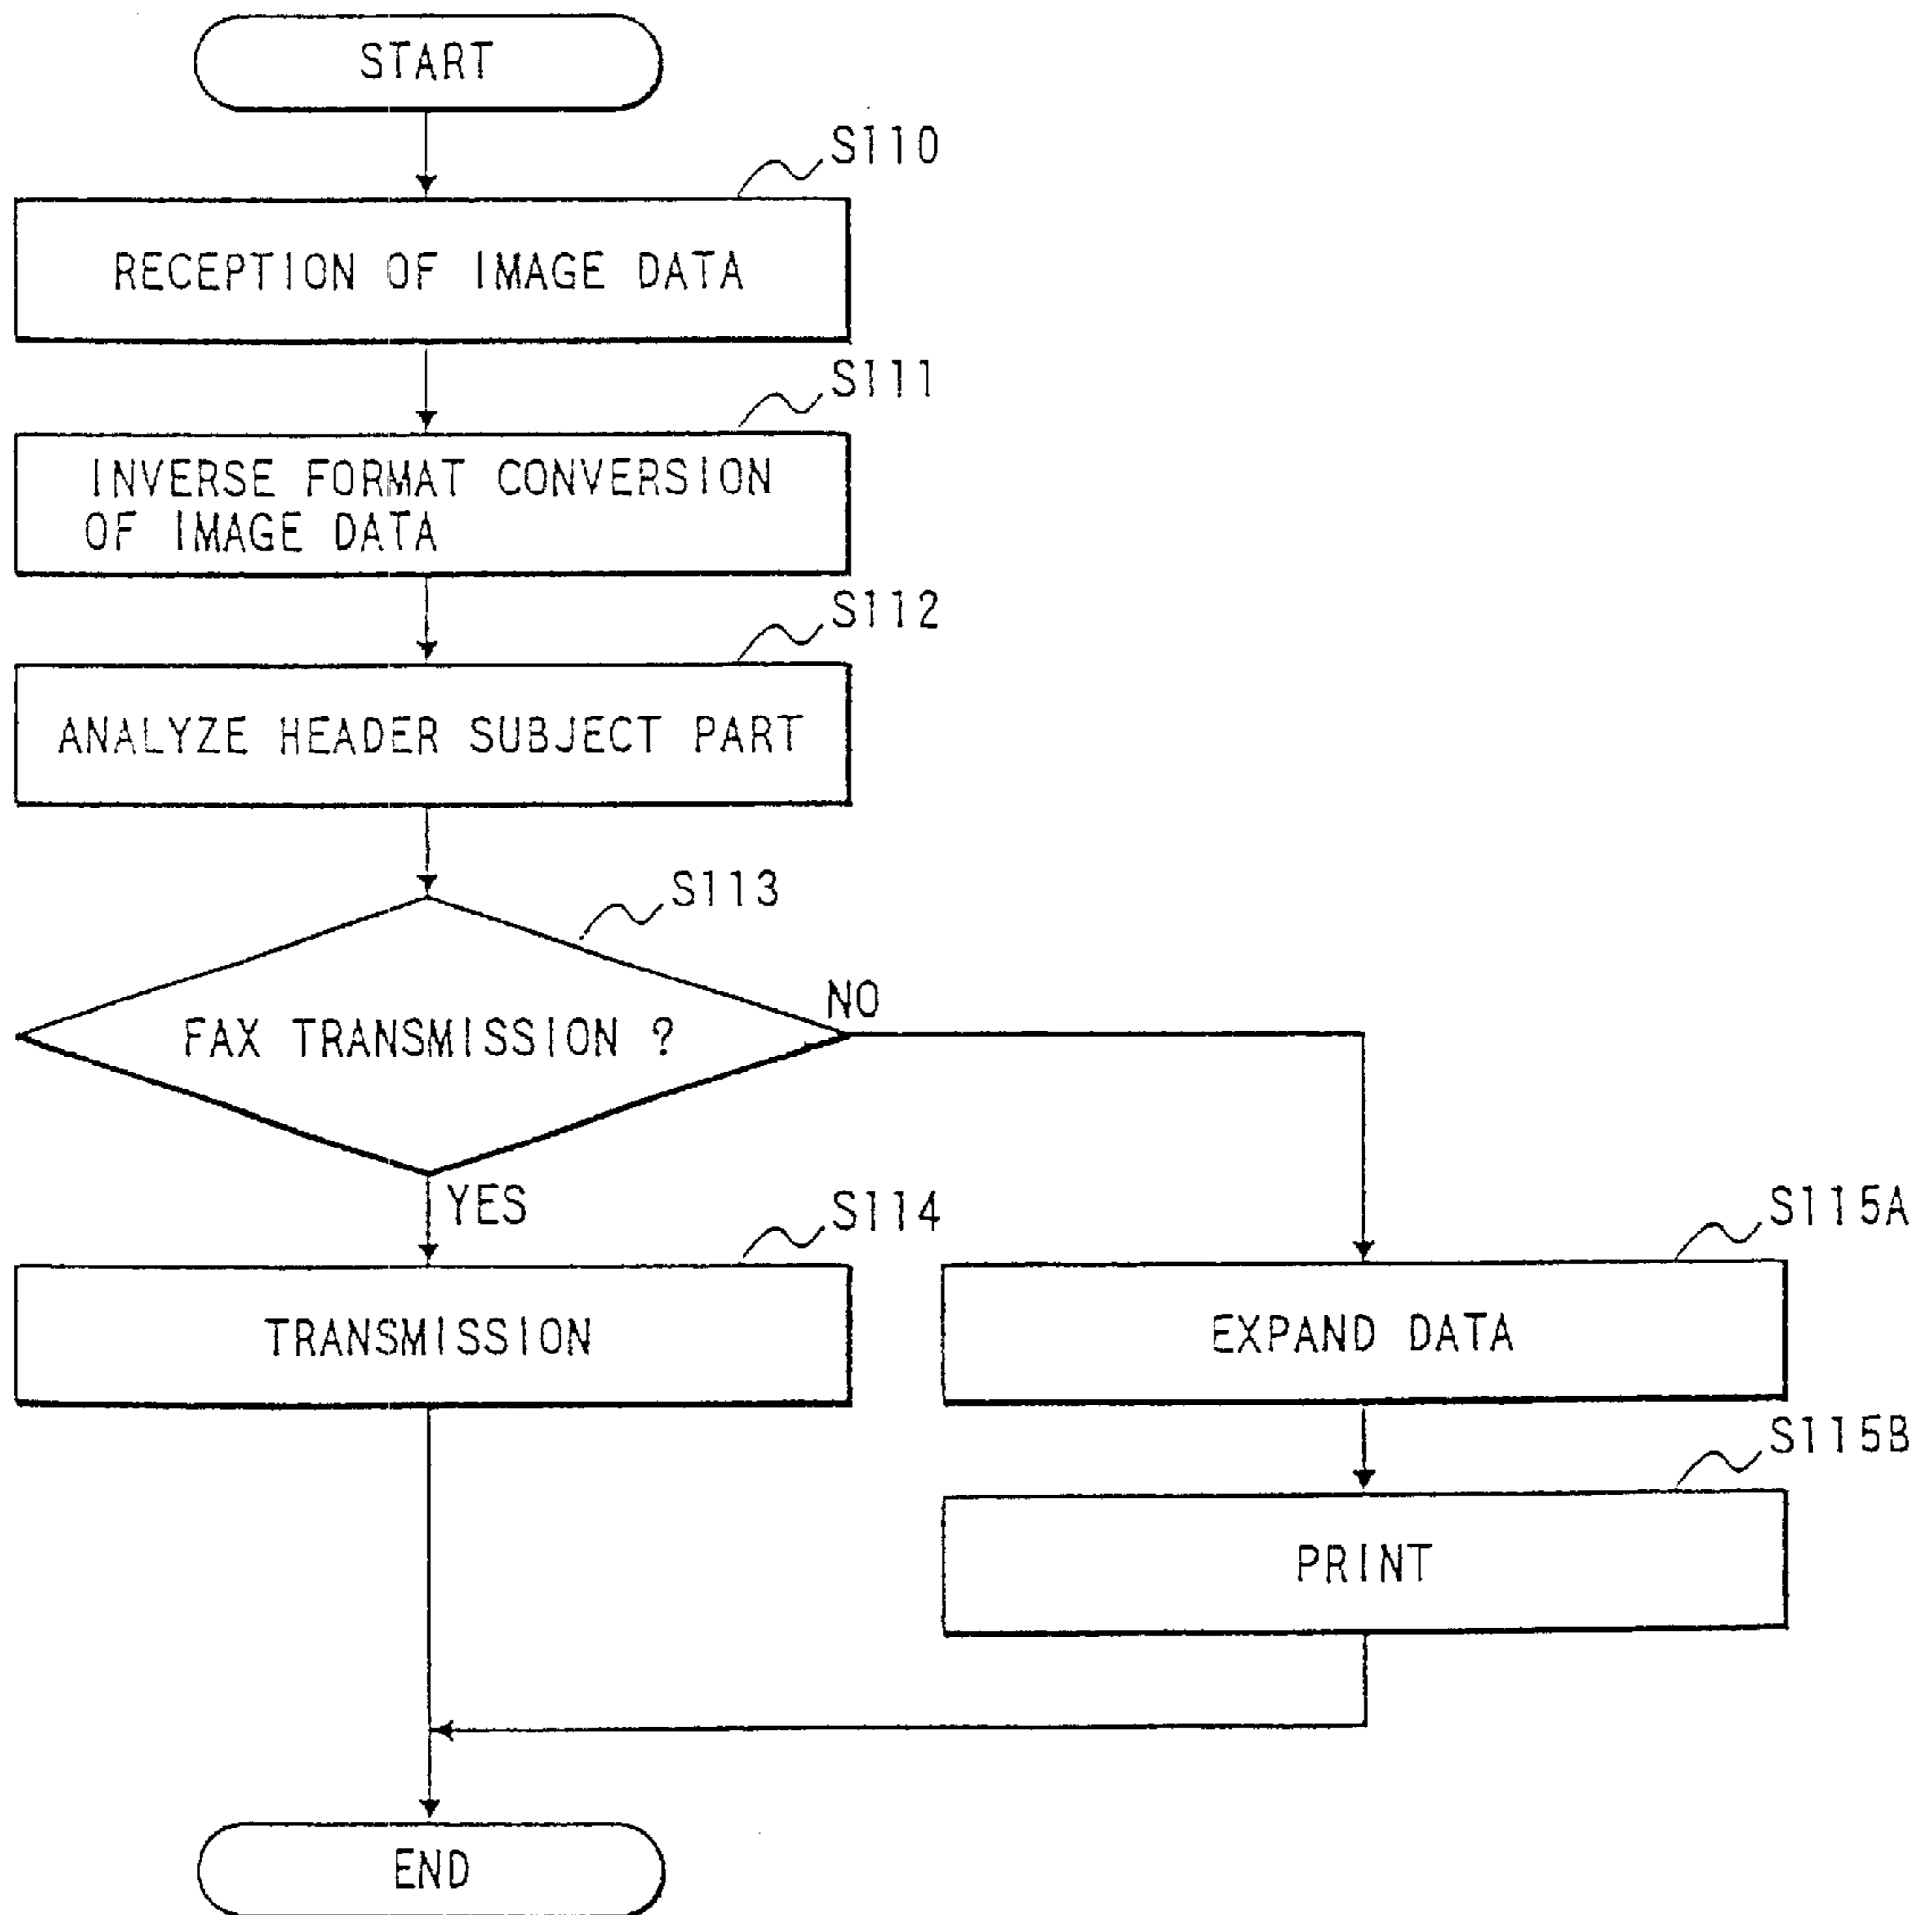 START
S110
RECEPTION OF IMAGE DATA
S111
INVERSE FORMAT CONVERSION
OF IMAGE DATA
S112
ANALYZE HEADER SUBJECT PART
S113
FAX TRANSMISSION ?
NO
YES
S114
TRANSMISSION
S115A
EXPAND DATA
S115B
PRINT
END